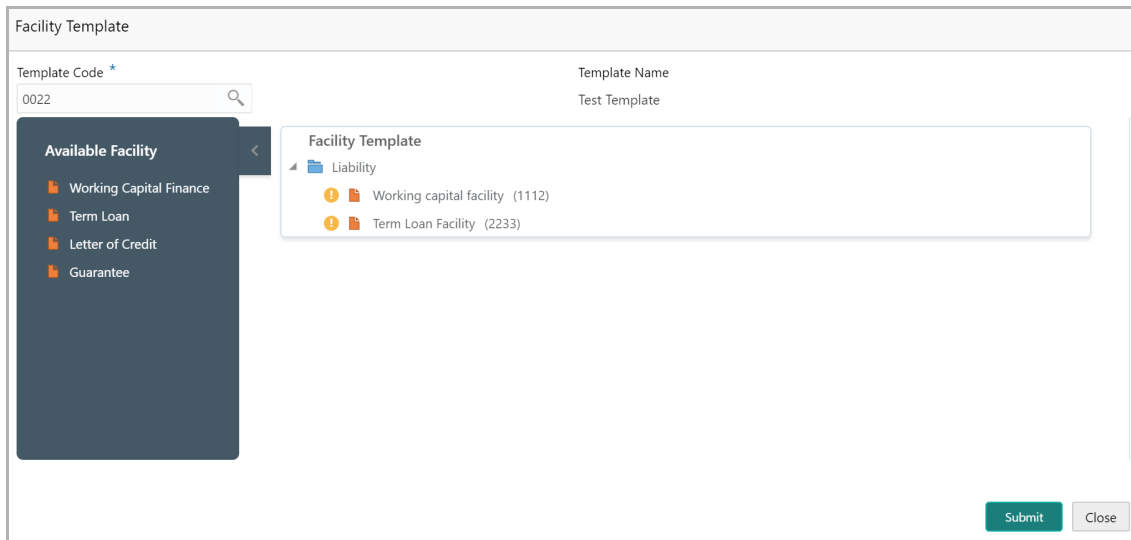 Facility Template
Template Code *
Template Name
0022
Test Template
Available Facility
Working Capital Finance
Term Loan
Letter of Credit
Guarantee
Facility Template
Liability
Working capital facility (1112)
Term Loan Facility (2233)
Submit
Close